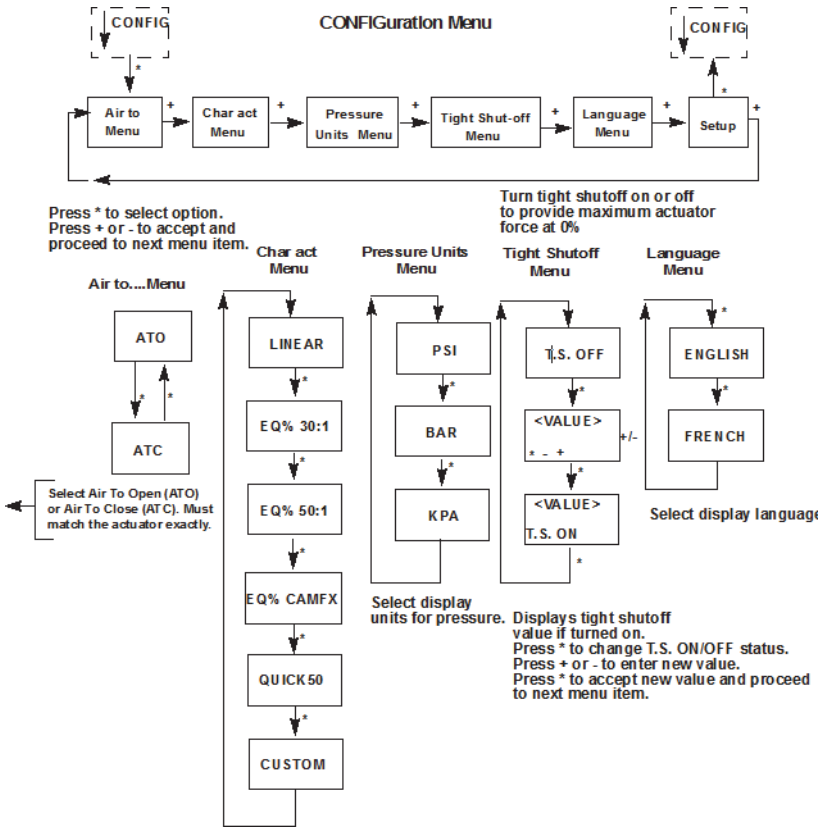 CONFIG
CONFIGuration Menu
CONFIG
*
*
Air to
Menu
+
Char act
Menu
+
Pressure
Units Menu
+
Tight Shut-off
Menu
+
Language
Menu
+
Setup
+
Press * to select option.
Press + or - to accept and
proceed to next menu item.
Turn tight shutoff on or off
to provide maximum actuator
force at 0%
Air to....Menu
ATO
*
*
ATC
Select Air To Open (ATO)
or Air To Close (ATC). Must
match the actuator exactly.
Char act
Menu
LINEAR
*
EQ% 30:1
*
EQ% 50:1
*
EQ% CAMFX
*
QUICK50
*
CUSTOM
Pressure Units
Menu
PSI
*
BAR
*
KPA
Select display
units for pressure.
Tight Shutoff
Menu
T.S. OFF
*
<VALUE>
* - +
+/-
*
<VALUE>
T.S. ON
*
Displays tight shutoff
value if turned on.
Press * to change T.S. ON/OFF status.
Press + or - to enter new value.
Press * to accept new value and proceed
to next menu item.
Language
Menu
*
ENGLISH
*
FRENCH
Select display language